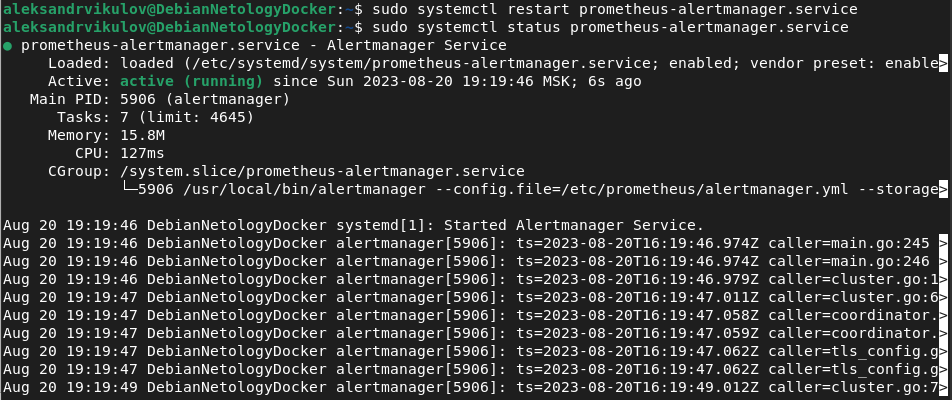 aleksandrvikulov@DebianNetologyDocker:~$ sudo systemctl restart prometheus-alertmanager.service
aleksandrvikulov@DebianNetologyDocker:~$ sudo systemctl status prometheus-alertmanager.service
● prometheus-alertmanager.service - Alertmanager Service
     Loaded: loaded (/etc/systemd/system/prometheus-alertmanager.service; enabled; vendor preset: enable>
     Active: active (running) since Sun 2023-08-20 19:19:46 MSK; 6s ago
   Main PID: 5906 (alertmanager)
      Tasks: 7 (limit: 4645)
     Memory: 15.8M
        CPU: 127ms
     CGroup: /system.slice/prometheus-alertmanager.service
             └─5906 /usr/local/bin/alertmanager --config.file=/etc/prometheus/alertmanager.yml --storage>

Aug 20 19:19:46 DebianNetologyDocker systemd[1]: Started Alertmanager Service.
Aug 20 19:19:46 DebianNetologyDocker alertmanager[5906]: ts=2023-08-20T16:19:46.974Z caller=main.go:245 >
Aug 20 19:19:46 DebianNetologyDocker alertmanager[5906]: ts=2023-08-20T16:19:46.974Z caller=main.go:246 >
Aug 20 19:19:46 DebianNetologyDocker alertmanager[5906]: ts=2023-08-20T16:19:46.979Z caller=cluster.go:1>
Aug 20 19:19:47 DebianNetologyDocker alertmanager[5906]: ts=2023-08-20T16:19:47.011Z caller=cluster.go:6>
Aug 20 19:19:47 DebianNetologyDocker alertmanager[5906]: ts=2023-08-20T16:19:47.058Z caller=coordinator.>
Aug 20 19:19:47 DebianNetologyDocker alertmanager[5906]: ts=2023-08-20T16:19:47.059Z caller=coordinator.>
Aug 20 19:19:47 DebianNetologyDocker alertmanager[5906]: ts=2023-08-20T16:19:47.062Z caller=tls_config.g>
Aug 20 19:19:47 DebianNetologyDocker alertmanager[5906]: ts=2023-08-20T16:19:47.062Z caller=tls_config.g>
Aug 20 19:19:49 DebianNetologyDocker alertmanager[5906]: ts=2023-08-20T16:19:49.012Z caller=cluster.go:7>